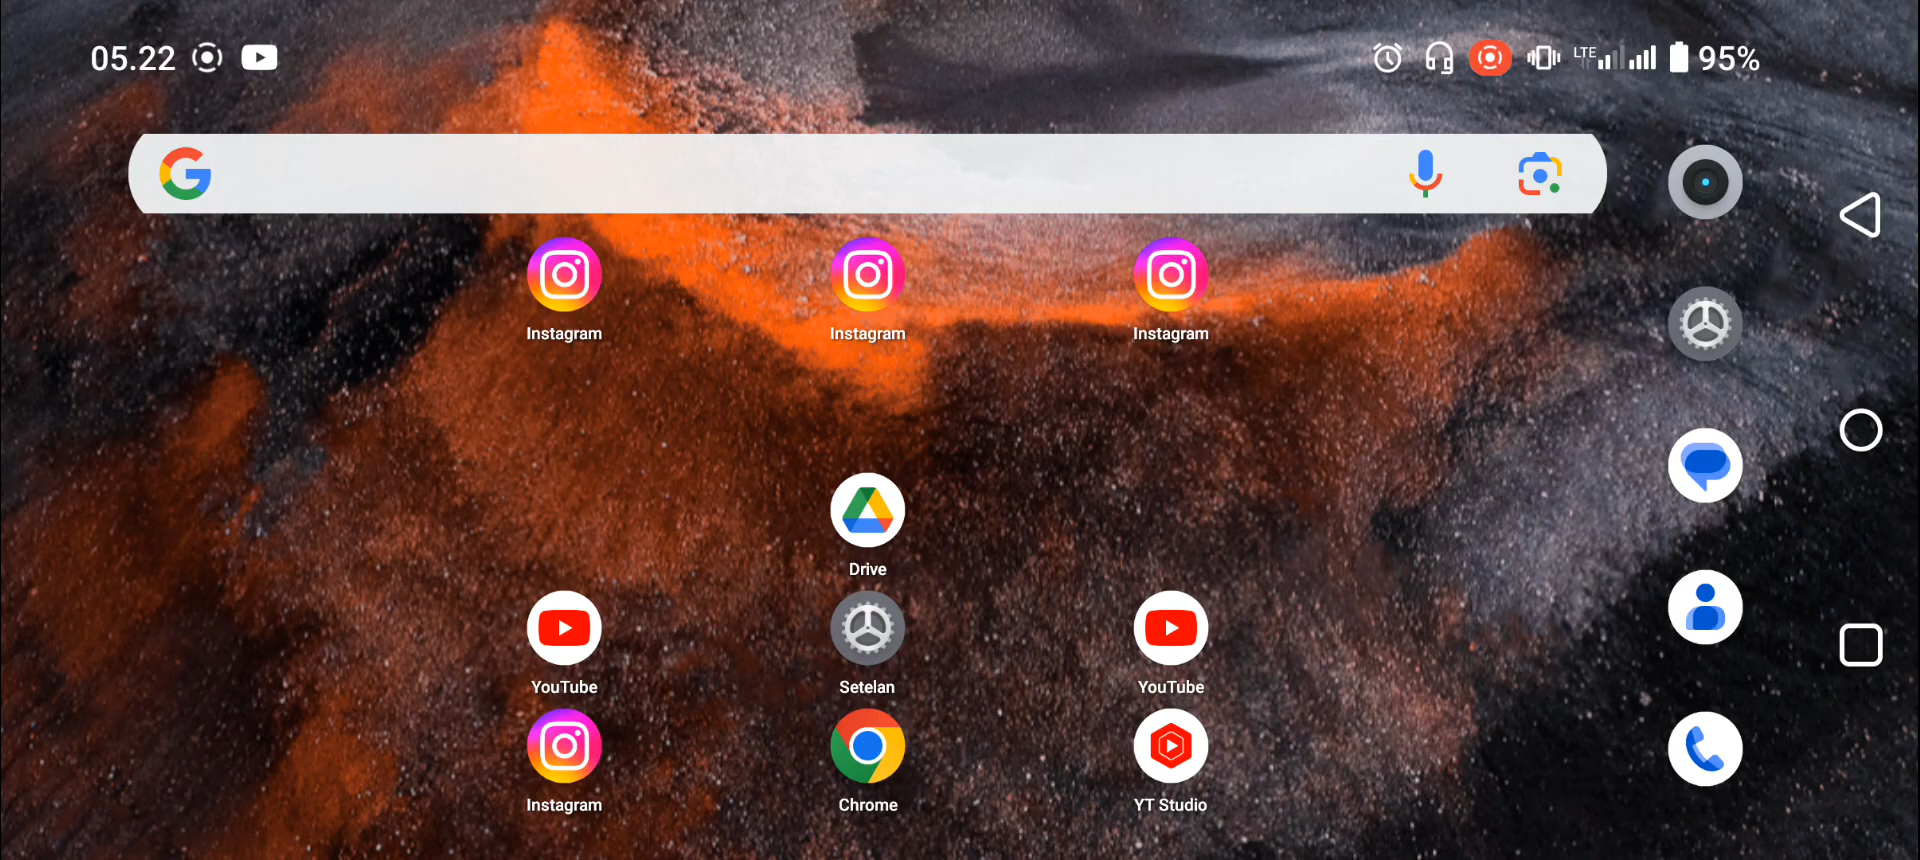 05.22 LTE 95%
Instagram Instagram Instagram
Drive
YouTube Setelan YouTube
Instagram Chrome YT Studio